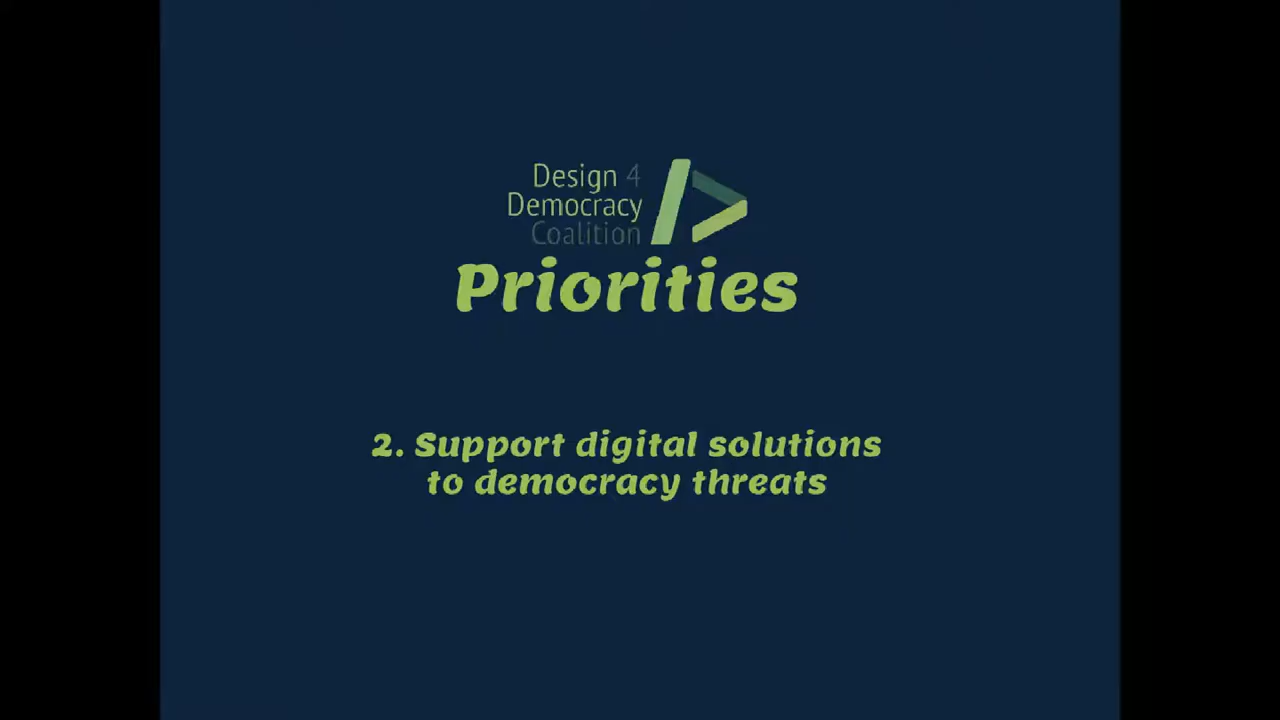 Design 4
Democracy
Coalition
Priorities
2. Support digital solutions
to democracy threats